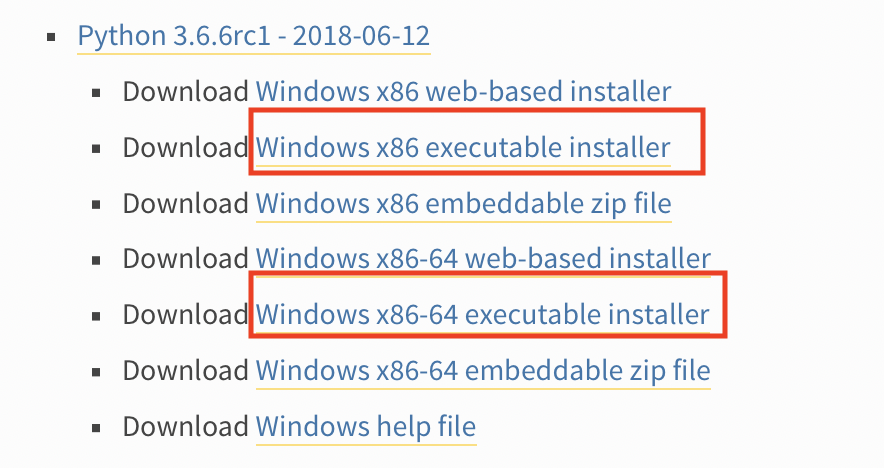 Python 3.6.6rc1 - 2018-06-12
Download Windows x86 web-based installer
Download Windows x86 executable installer
Download Windows x86 embeddable zip file
Download Windows x86-64 web-based installer
Download Windows x86-64 executable installer
Download Windows x86-64 embeddable zip file
Download Windows help file